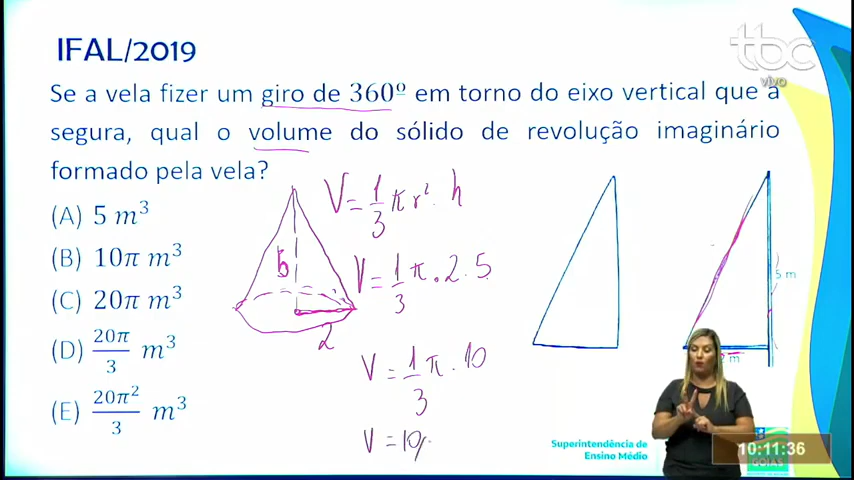 IFAL/2019
tbc
vivo
Se a vela fizer um giro de 360º em torno do eixo vertical que a
segura, qual o volume do sólido de revolução imaginário
formado pela vela?
(A) 5 m³
(B) 10π m³
(C) 20π m³
(D) 20π/3 m³
(E) 20π²/3 m³
5
2
V = 1/3 π r² . h
V = 1/3 π . 2 . 5
V = 1/3 π . 10
V = 10
5 m
2 m
Superintendência de
Ensino Médio
10:11:36
GOIÁS